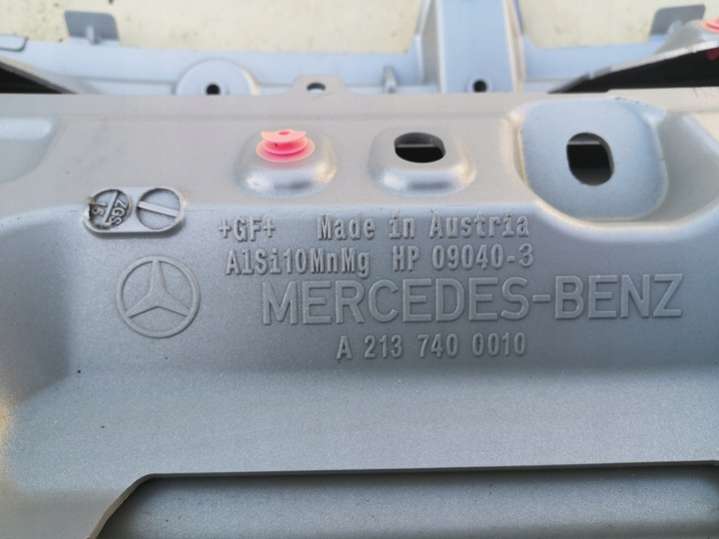 +GF+ Made in Austria
AlSi10MnMg HP 09040-3
MERCEDES-BENZ
A 213 740 0010